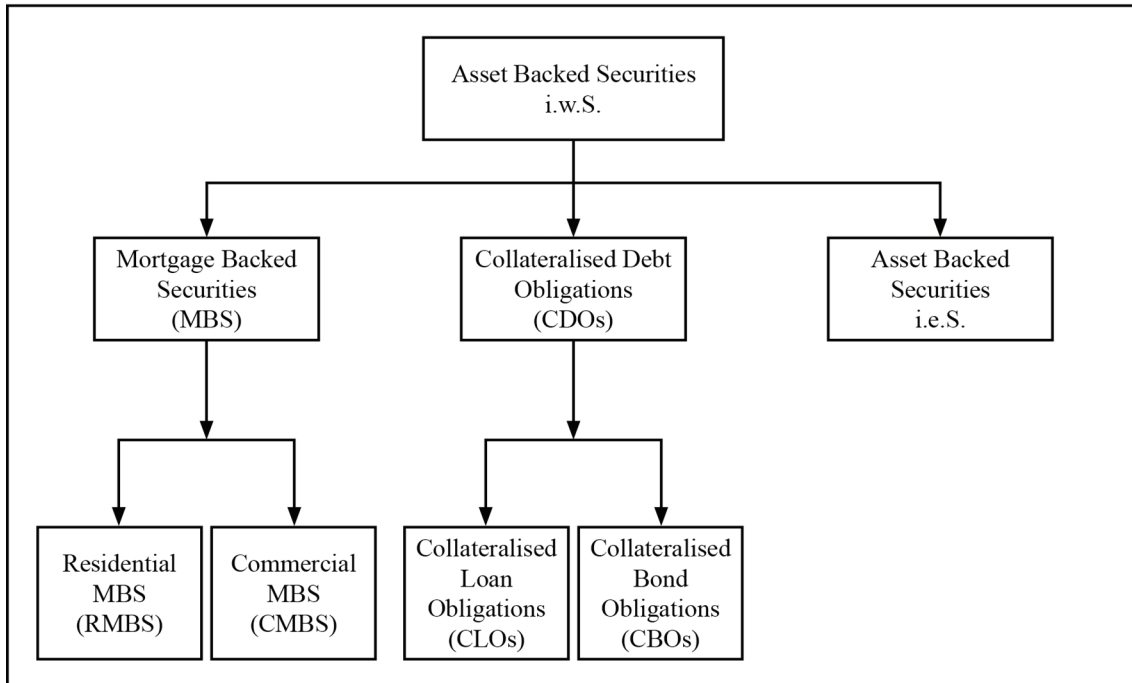 Asset Backed Securities
i.w.S.
Mortgage Backed
Securities
(MBS)
Collateralised Debt
Obligations
(CDOs)
Asset Backed
Securities
i.e.S.
Residential
MBS
(RMBS)
Commercial
MBS
(CMBS)
Collateralised
Loan
Obligations
(CLOs)
Collateralised
Bond
Obligations
(CBOs)